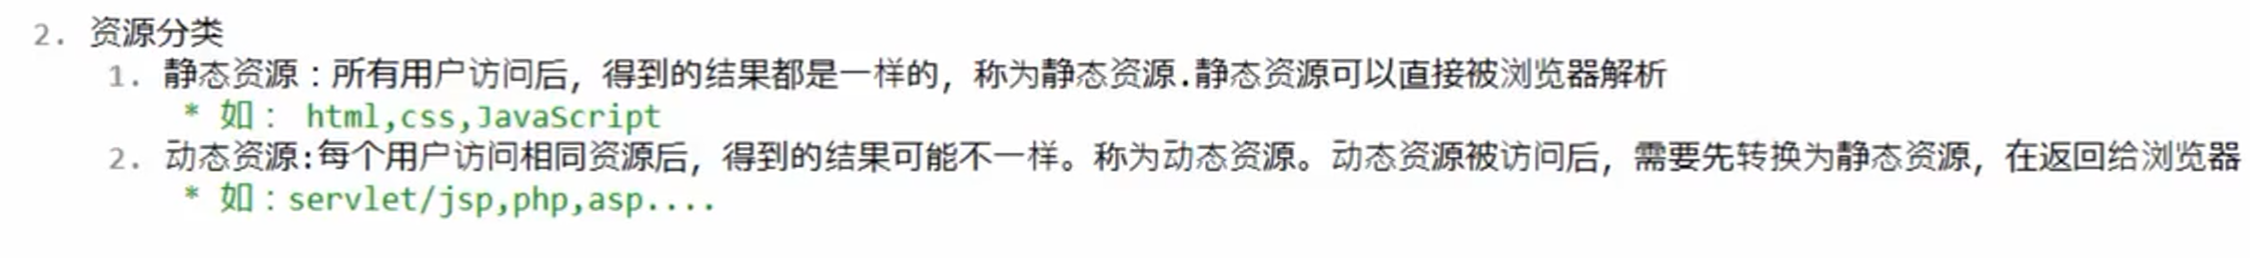 2. 资源分类
1. 静态资源：所有用户访问后，得到的结果都是一样的，称为静态资源.静态资源可以直接被浏览器解析
* 如： html,css,JavaScript
2. 动态资源:每个用户访问相同资源后，得到的结果可能不一样。称为动态资源。动态资源被访问后，需要先转换为静态资源，在返回给浏览器
* 如：servlet/jsp,php,asp....